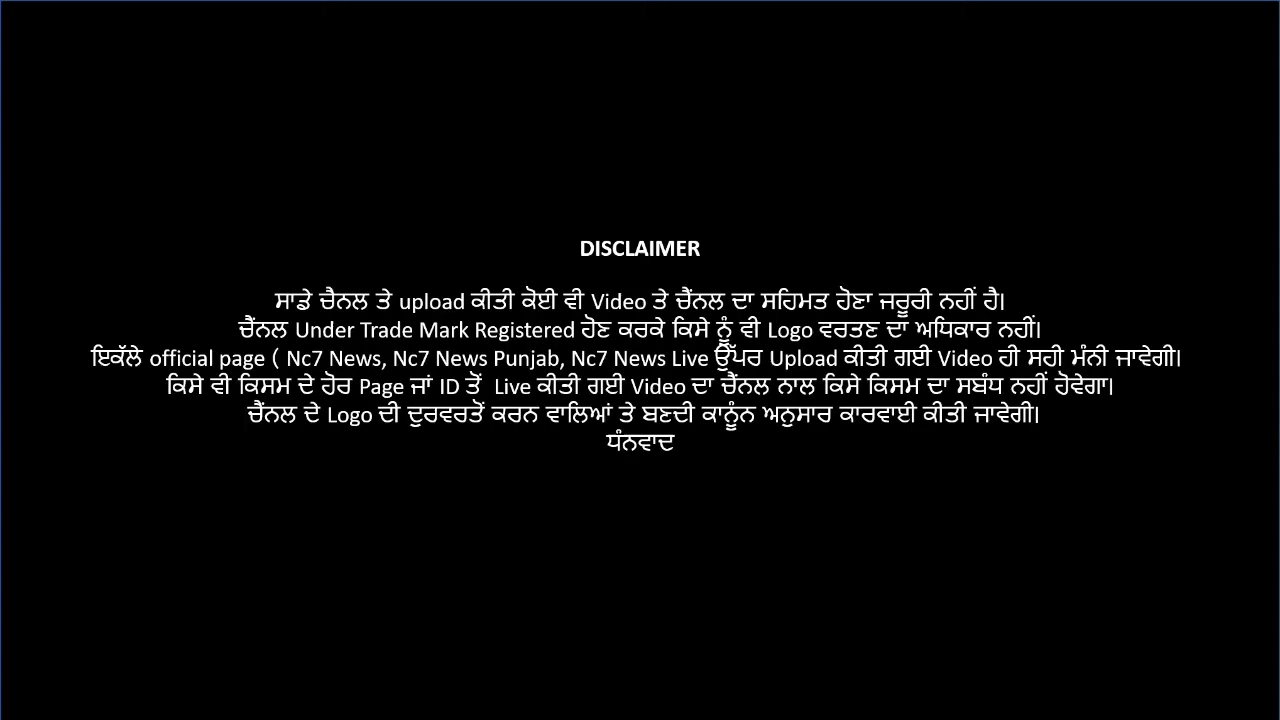 DISCLAIMER
ਸਾਡੇ ਚੈਨਲ ਤੇ upload ਕੀਤੀ ਕੋਈ ਵੀ Video ਤੇ ਚੈਂਨਲ ਦਾ ਸਹਿਮਤ ਹੋਣਾ ਜਰੂਰੀ ਨਹੀਂ ਹੈ।
ਚੈਂਨਲ Under Trade Mark Registered ਹੋਣ ਕਰਕੇ ਕਿਸੇ ਨੂੰ ਵੀ Logo ਵਰਤਣ ਦਾ ਅਧਿਕਾਰ ਨਹੀਂ।
ਇਕੱਲੇ official page ( Nc7 News, Nc7 News Punjab, Nc7 News Live ਉੱਪਰ Upload ਕੀਤੀ ਗਈ Video ਹੀ ਸਹੀ ਮੰਨੀ ਜਾਵੇਗੀ।
ਕਿਸੇ ਵੀ ਕਿਸਮ ਦੇ ਹੋਰ Page ਜਾਂ ID ਤੋਂ Live ਕੀਤੀ ਗਈ Video ਦਾ ਚੈਂਨਲ ਨਾਲ ਕਿਸੇ ਕਿਸਮ ਦਾ ਸਬੰਧ ਨਹੀਂ ਹੋਵੇਗਾ।
ਚੈਂਨਲ ਦੇ Logo ਦੀ ਦੁਰਵਰਤੋਂ ਕਰਨ ਵਾਲਿਆਂ ਤੇ ਬਣਦੀ ਕਾਨੂੰਨ ਅਨੁਸਾਰ ਕਾਰਵਾਈ ਕੀਤੀ ਜਾਵੇਗੀ।
ਧੰਨਵਾਦ